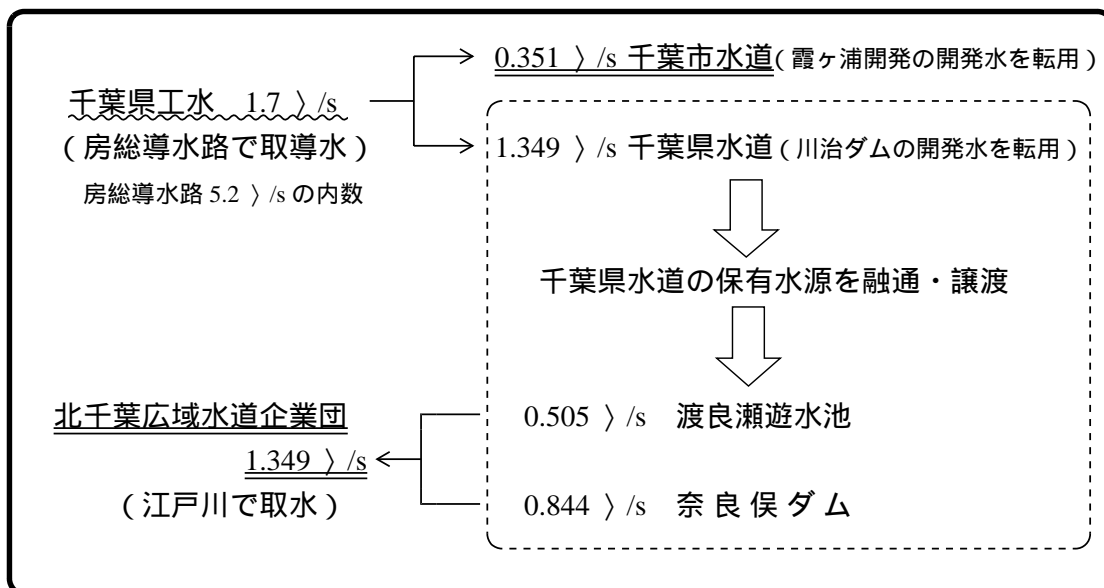 0.351 〉/s 千葉市水道(霞ヶ浦開発の開発水を転用)
千葉県工水 1.7 〉/s
(房総導水路で取導水)
房総導水路 5.2 〉/s の内数
1.349 〉/s 千葉県水道(川治ダムの開発水を転用)
千葉県水道の保有水源を融通・譲渡
北千葉広域水道企業団
1.349 〉/s
(江戸川で取水)
0.505 〉/s 渡良瀬遊水池
0.844 〉/s 奈良俣ダム